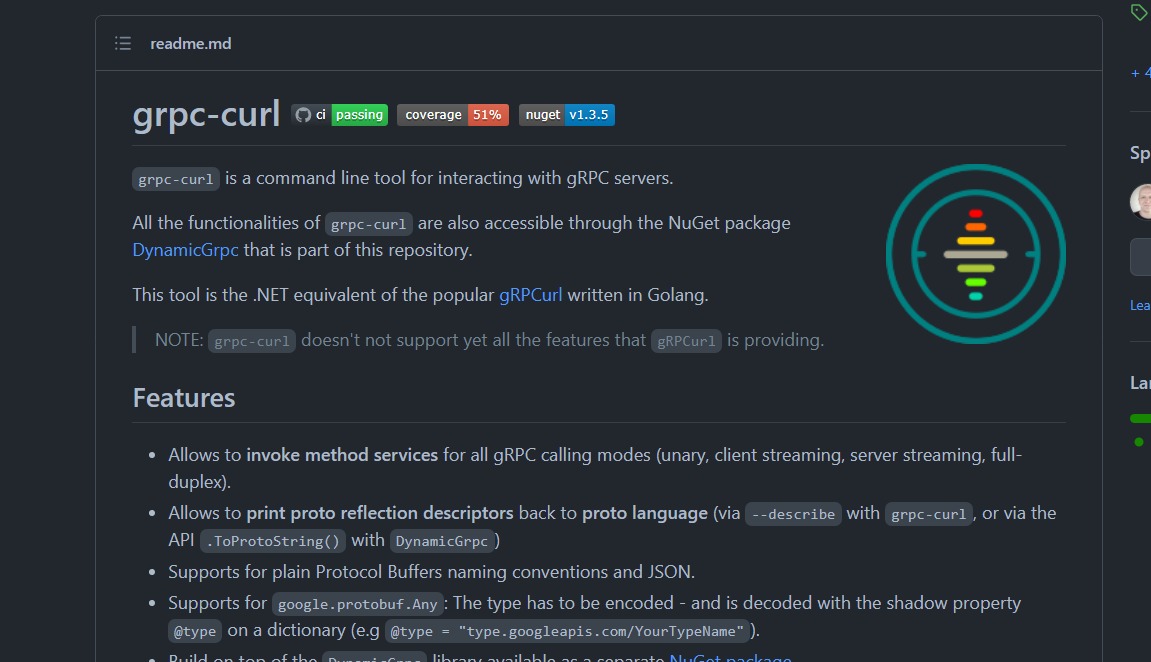 readme.md
+ 4
grpc-curl ci passing coverage 51% nuget v1.3.5
Sp
grpc-curl is a command line tool for interacting with gRPC servers.
All the functionalities of grpc-curl are also accessible through the NuGet package
DynamicGrpc that is part of this repository.
This tool is the .NET equivalent of the popular gRPCurl written in Golang.
Lea
NOTE: grpc-curl doesn't not support yet all the features that gRPCurl is providing.
Lan
Features
• Allows to invoke method services for all gRPC calling modes (unary, client streaming, server streaming, full-
duplex).
• Allows to print proto reflection descriptors back to proto language (via --describe with grpc-curl, or via the
API .ToProtoString() with DynamicGrpc)
• Supports for plain Protocol Buffers naming conventions and JSON.
• Supports for google.protobuf.Any: The type has to be encoded - and is decoded with the shadow property
@type on a dictionary (e.g @type = "type.googleapis.com/YourTypeName").
• Build on top of the DynamicGrpc library available as a separate NuGet package.